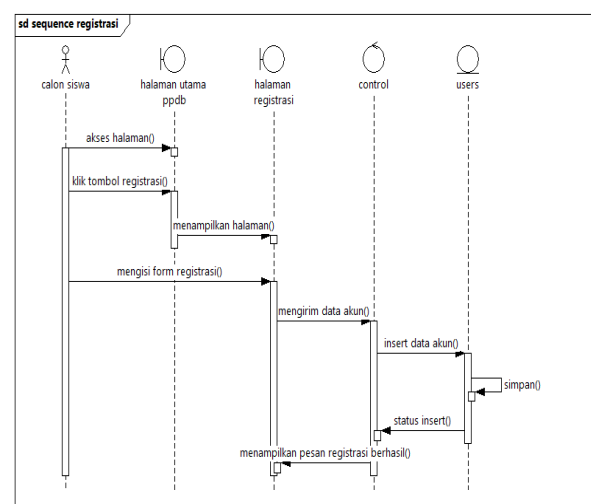 sd sequence registrasi
calon siswa
halaman utama
ppdb
halaman
registrasi
control
users
akses halaman()
klik tombol registrasi()
menampilkan halaman()
mengisi form registrasi()
mengirim data akun()
insert data akun()
simpan()
status insert()
menampilkan pesan registrasi berhasil()